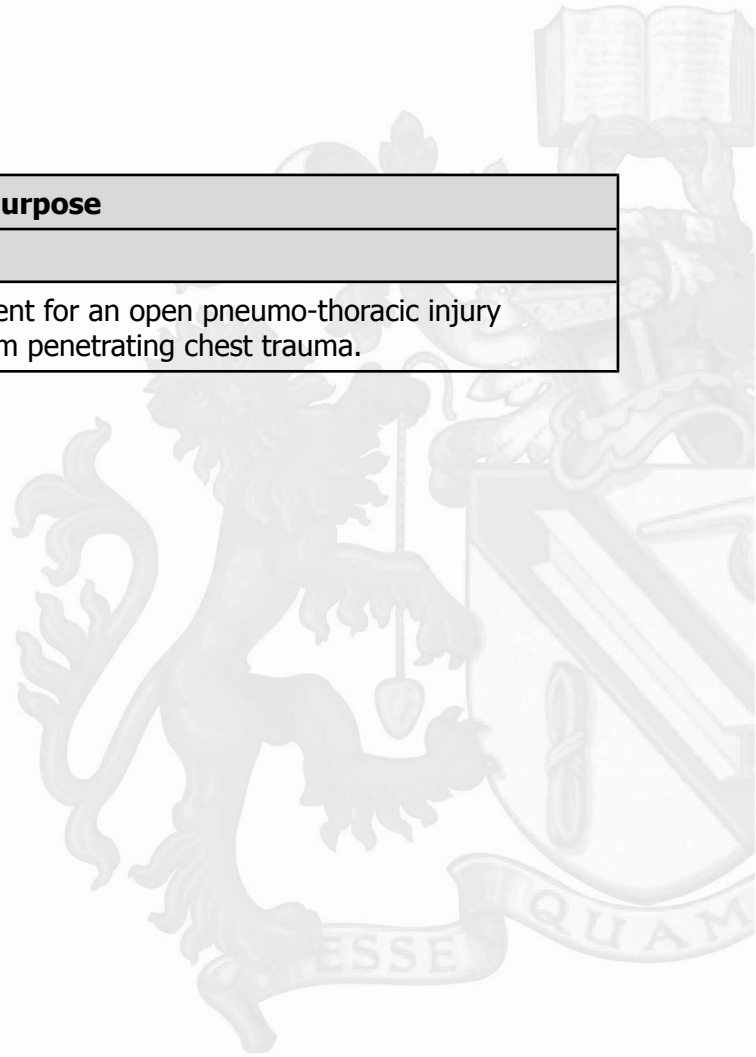 urpose
ent for an open pneumo-thoracic injury
m penetrating chest trauma.
ESSE
QUAM